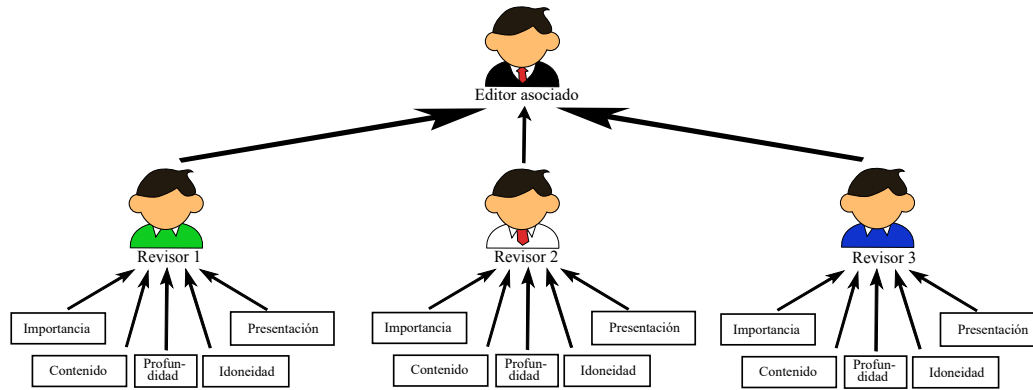 Editor asociado
Revisor 1
Revisor 2
Revisor 3
Importancia
Presentación
Contenido
Profun-
didad
Idoneidad
Importancia
Presentación
Contenido
Profun-
didad
Idoneidad
Importancia
Presentación
Contenido
Profun-
didad
Idoneidad